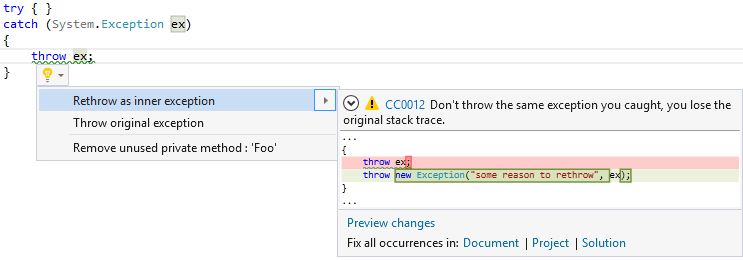 try { }
catch (System.Exception ex)
{
throw ex;
}
Rethrow as inner exception
Throw original exception
Remove unused private method : 'Foo'
CC0012 Don't throw the same exception you caught, you lose the
original stack trace.
...
{
throw ex;
throw new Exception("some reason to rethrow", ex);
}
...
Preview changes
Fix all occurrences in: Document | Project | Solution